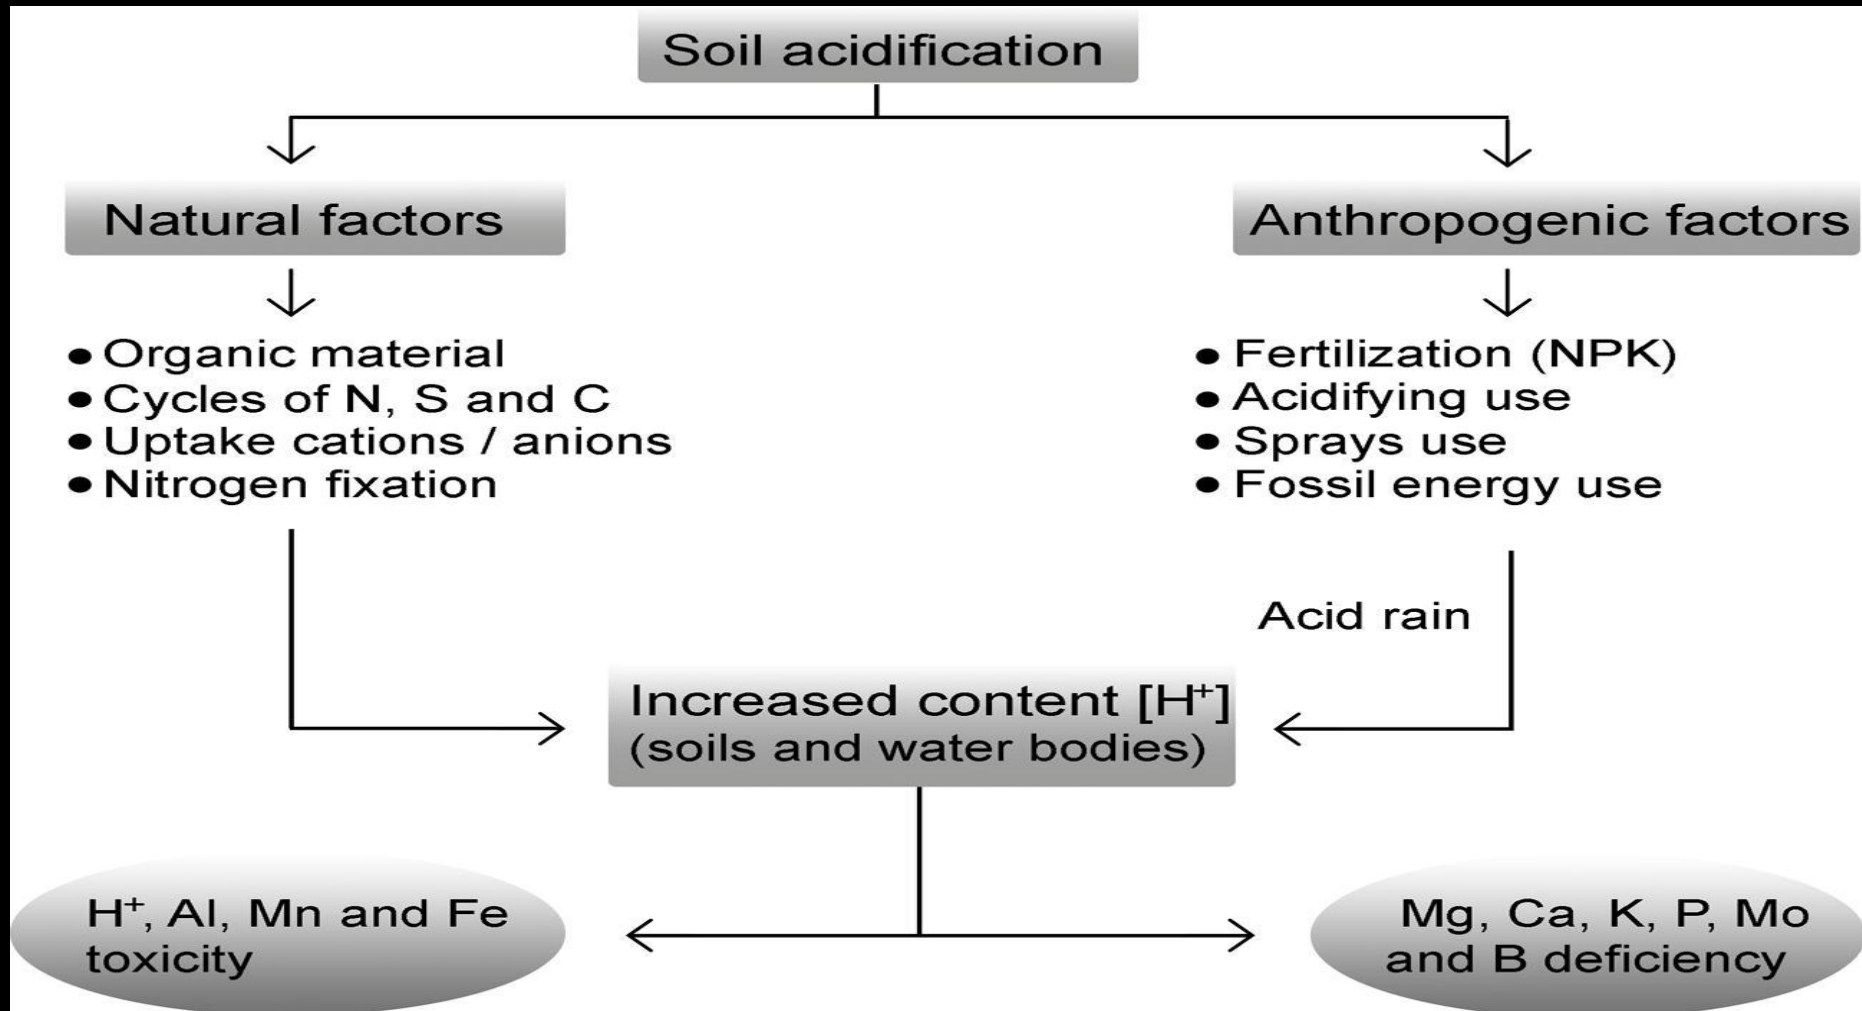 Soil acidification
Natural factors
Anthropogenic factors
● Organic material
● Cycles of N, S and C
● Uptake cations / anions
● Nitrogen fixation
● Fertilization (NPK)
● Acidifying use
● Sprays use
● Fossil energy use
Acid rain
Increased content [H⁺]
(soils and water bodies)
H⁺, Al, Mn and Fe
toxicity
Mg, Ca, K, P, Mo
and B deficiency